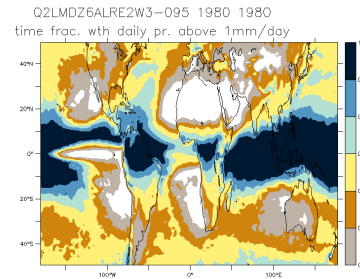 Q2LMDZ6ALRE2W3-095 1980 1980
time frac. wth daily pr. above 1mm/day
40°N
20°N
0°
20°S
40°S
100°W 0° 100°E